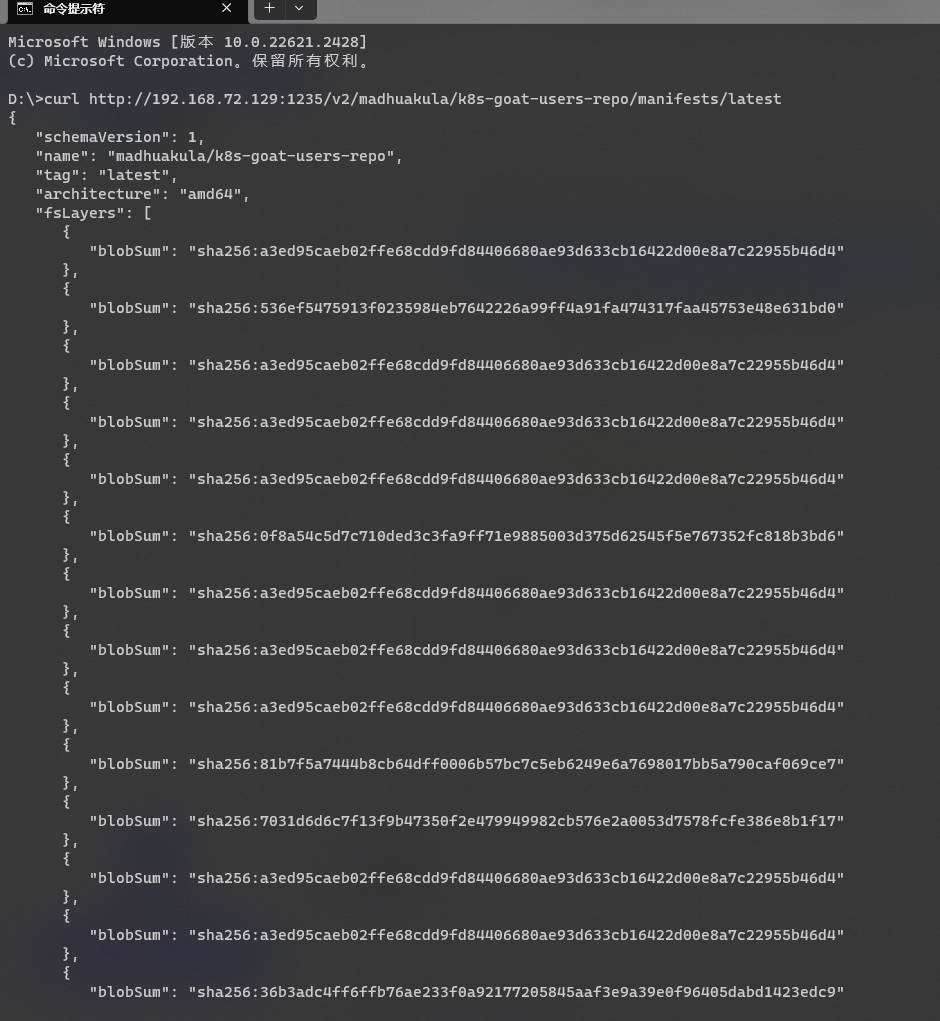 命令提示符
Microsoft Windows [版本 10.0.22621.2428]
(c) Microsoft Corporation。保留所有权利。
D:\>curl http://192.168.72.129:1235/v2/madhuakula/k8s-goat-users-repo/manifests/latest
{
"schemaVersion": 1,
"name": "madhuakula/k8s-goat-users-repo",
"tag": "latest",
"architecture": "amd64",
"fsLayers": [
{
"blobSum": "sha256:a3ed95caeb02ffe68cdd9fd84406680ae93d633cb16422d00e8a7c22955b46d4"
},
{
"blobSum": "sha256:536ef5475913f0235984eb7642226a99ff4a91fa474317faa45753e48e631bd0"
},
{
"blobSum": "sha256:a3ed95caeb02ffe68cdd9fd84406680ae93d633cb16422d00e8a7c22955b46d4"
},
{
"blobSum": "sha256:a3ed95caeb02ffe68cdd9fd84406680ae93d633cb16422d00e8a7c22955b46d4"
},
{
"blobSum": "sha256:a3ed95caeb02ffe68cdd9fd84406680ae93d633cb16422d00e8a7c22955b46d4"
},
{
"blobSum": "sha256:0f8a54c5d7c710ded3c3fa9ff71e9885003d375d62545f5e767352fc818b3bd6"
},
{
"blobSum": "sha256:a3ed95caeb02ffe68cdd9fd84406680ae93d633cb16422d00e8a7c22955b46d4"
},
{
"blobSum": "sha256:a3ed95caeb02ffe68cdd9fd84406680ae93d633cb16422d00e8a7c22955b46d4"
},
{
"blobSum": "sha256:a3ed95caeb02ffe68cdd9fd84406680ae93d633cb16422d00e8a7c22955b46d4"
},
{
"blobSum": "sha256:81b7f5a7444b8cb64dff0006b57bc7c5eb6249e6a7698017bb5a790caf069ce7"
},
{
"blobSum": "sha256:7031d6d6c7f13f9b47350f2e479949982cb576e2a0053d7578fcfe386e8b1f17"
},
{
"blobSum": "sha256:a3ed95caeb02ffe68cdd9fd84406680ae93d633cb16422d00e8a7c22955b46d4"
},
{
"blobSum": "sha256:a3ed95caeb02ffe68cdd9fd84406680ae93d633cb16422d00e8a7c22955b46d4"
},
{
"blobSum": "sha256:36b3adc4ff6ffb76ae233f0a92177205845aaf3e9a39e0f96405dabd1423edc9"